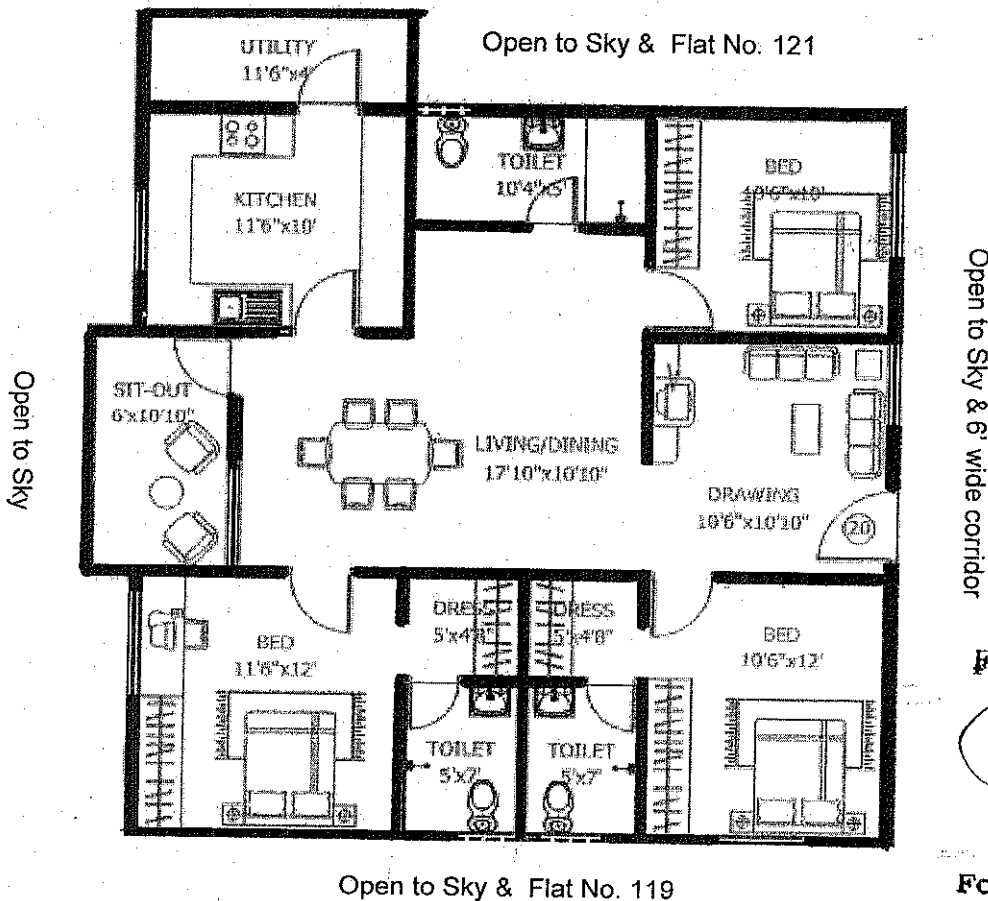 Open to Sky & Flat No. 121
UTILITY
11'6"x4'
TOILET
10'4"x5'
BED
10'6"x10'
KITCHEN
11'6"x10'
Open to Sky
SIT-OUT
6'x10'10"
LIVING/DINING
17'10"x10'10"
DRAWING
10'6"x10'10"
20
Open to Sky & 6' wide corridor
BED
11'6"x12'
DRESS
5'x4'8"
DRESS
5'x4'8"
BED
10'6"x12'
TOILET
5'x7'
TOILET
5'x7'
Open to Sky & Flat No. 119